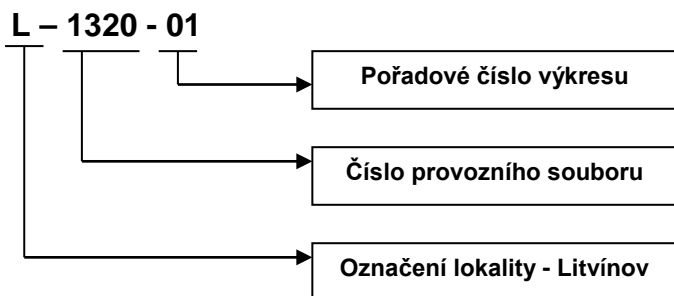 L – 1320 - 01
Pořadové číslo výkresu
Číslo provozního souboru
Označení lokality - Litvínov